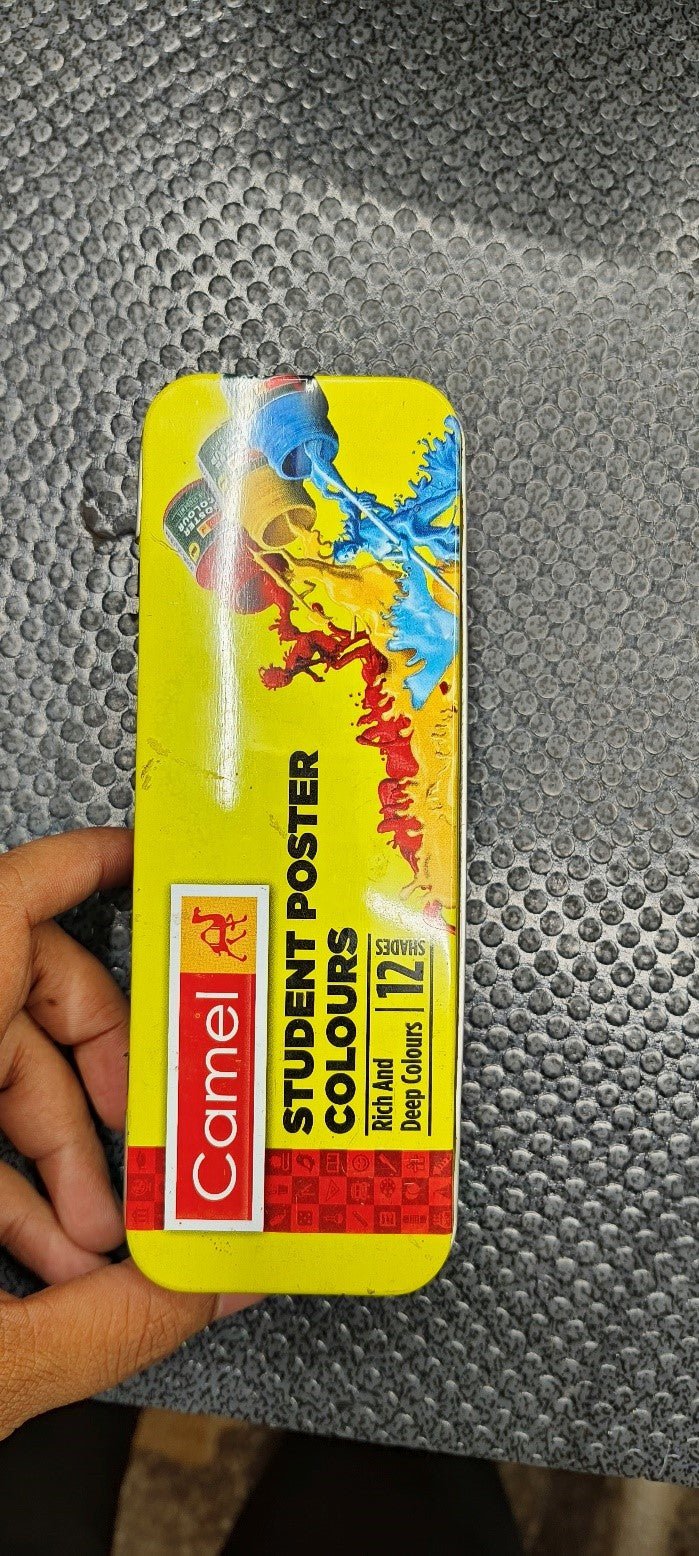 Camel
STUDENT POSTER
COLOURS
Rich And
Deep Colours
12
SHADES